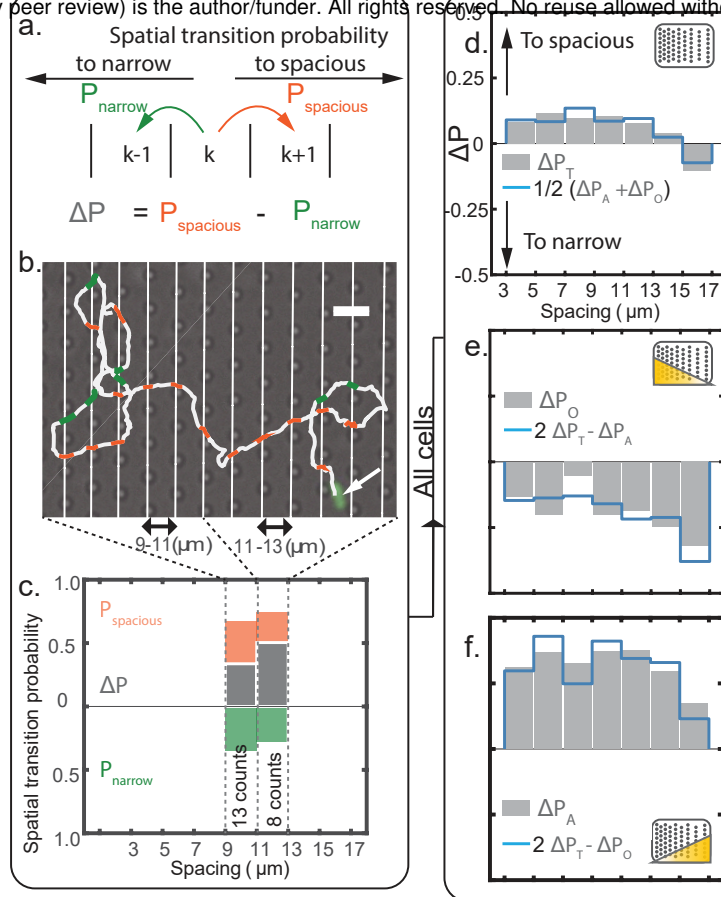 y peer review) is the author/funder. All rights reserved. No reuse allowed with
a.
Spatial transition probability
to narrow
to spacious
P narrow
P spacious
k-1
k
k+1
ΔP = P spacious - P narrow
b.
9-11(μm)
11-13(μm)
c.
Spatial transition probability
1.0
0.5
0
0.5
1.0
P spacious
ΔP
P narrow
13 counts
8 counts
3 5 7 9 11 13 15 17
Spacing (μm)
All cells
d.
To spacious
ΔP
0.5
0.25
0
-0.25
-0.5
ΔP T
1/2 (ΔP A +ΔP O)
To narrow
3 5 7 9 11 13 15 17
Spacing (μm)
e.
ΔP O
2 ΔP T - ΔP A
f.
ΔP A
2 ΔP T - ΔP O